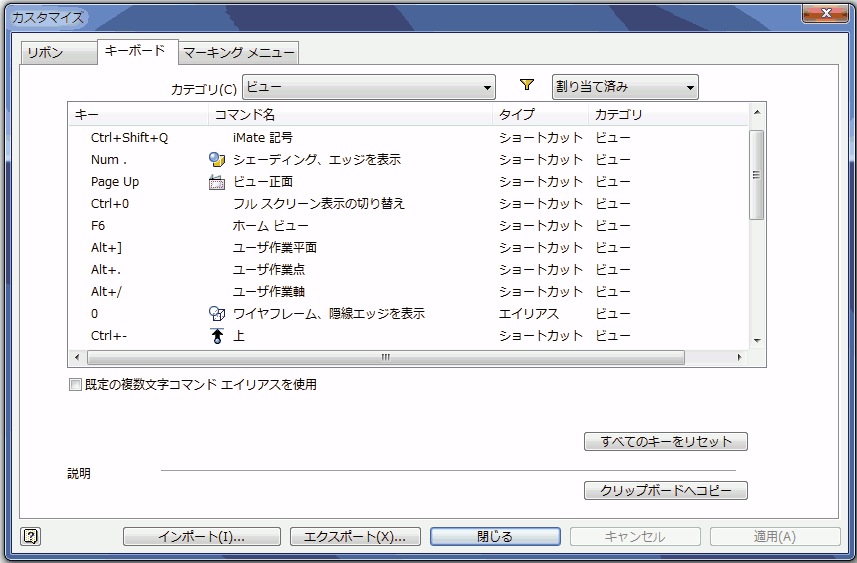 カスタマイズ
リボン キーボード マーキング メニュー
カテゴリ(C) ビュー 割り当て済み
キー コマンド名 タイプ カテゴリ
Ctrl+Shift+Q iMate 記号 ショートカット ビュー
Num . シェーディング、エッジを表示 ショートカット ビュー
Page Up ビュー正面 ショートカット ビュー
Ctrl+0 フル スクリーン表示の切り替え ショートカット ビュー
F6 ホーム ビュー ショートカット ビュー
Alt+] ユーザ作業平面 ショートカット ビュー
Alt+. ユーザ作業点 ショートカット ビュー
Alt+/ ユーザ作業軸 ショートカット ビュー
0 ワイヤフレーム、隠線エッジを表示 エイリアス ビュー
Ctrl+- 上 ショートカット ビュー
既定の複数文字コマンド エイリアスを使用
すべてのキーをリセット
説明
クリップボードへコピー
インポート(I)... エクスポート(X)... 閉じる キャンセル 適用(A)